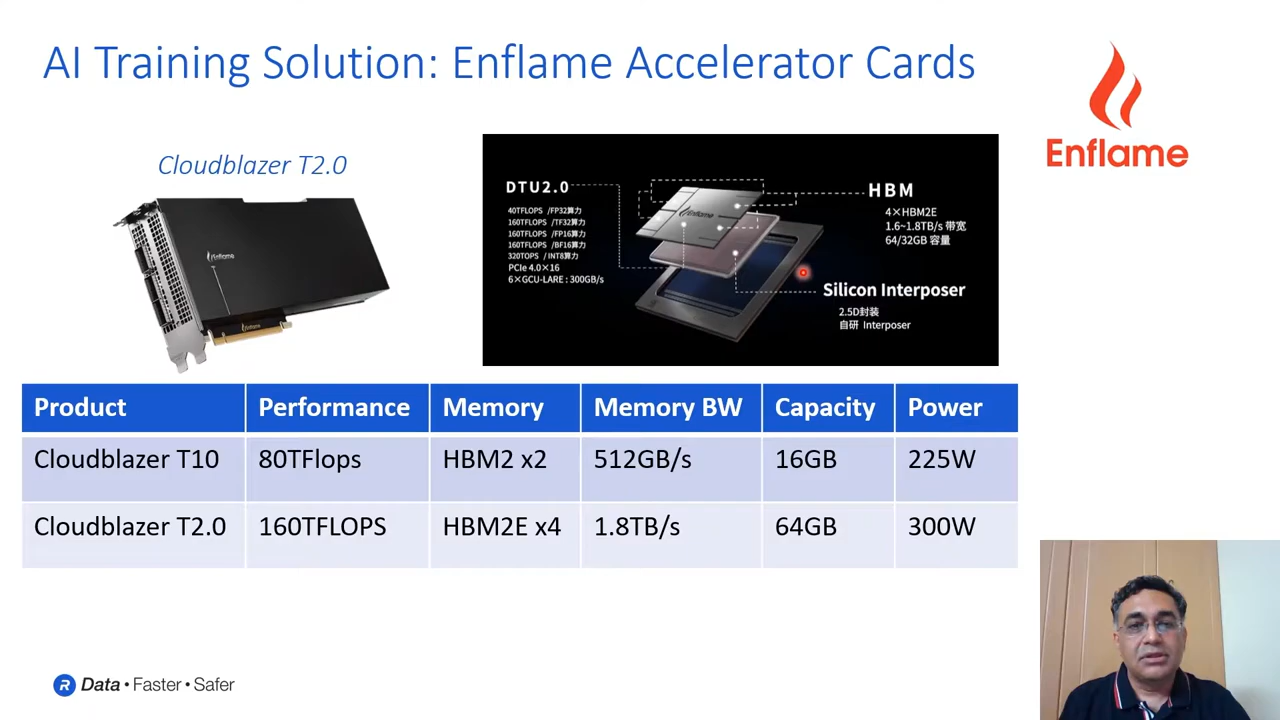 AI Training Solution: Enflame Accelerator Cards
Enflame
Cloudblazer T2.0
Enflame
Enflame
DTU2.0
40TFLOPS /FP32算力
160TFLOPS /TF32算力
160TFLOPS /FP16算力
160TFLOPS /BF16算力
320TOPS / INT8算力
PCIe 4.0×16
6×GCU-LARE : 300GB/s
Enflame
HBM
4×HBM2E
1.6~1.8TB/s 带宽
64/32GB 容量
Silicon Interposer
2.5D封装
自研 Interposer
Product Performance Memory Memory BW Capacity Power
Cloudblazer T10 80TFlops HBM2 x2 512GB/s 16GB 225W
Cloudblazer T2.0 160TFLOPS HBM2E x4 1.8TB/s 64GB 300W
R Data • Faster • Safer